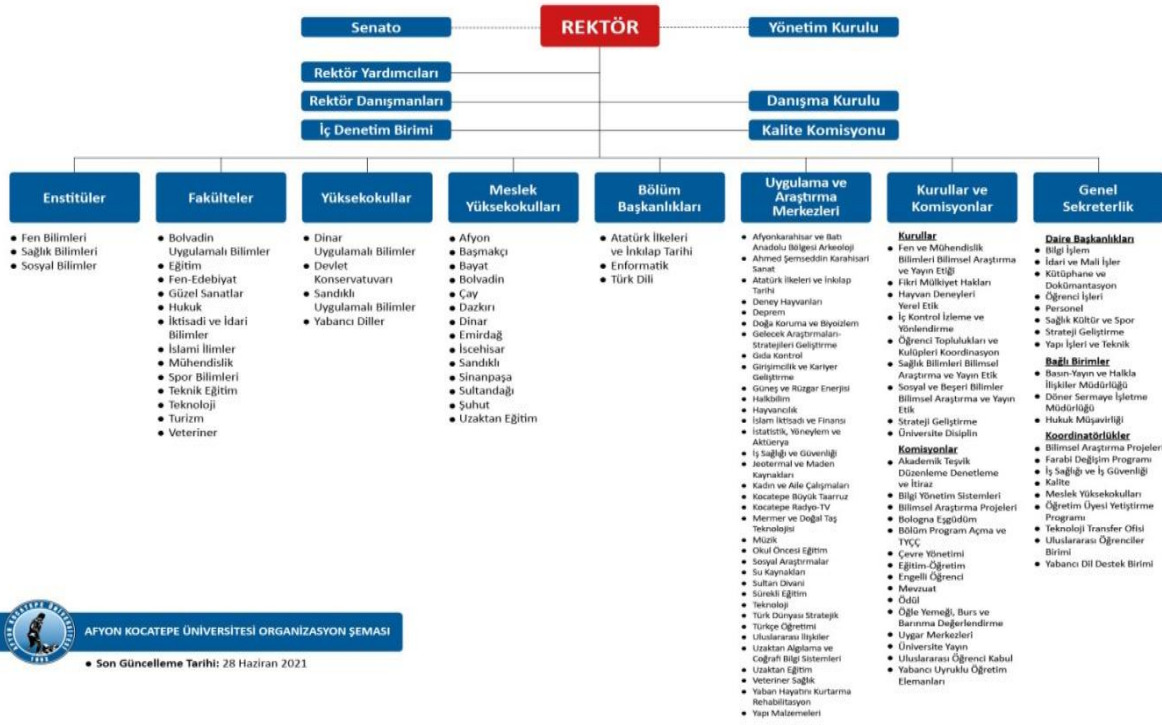 REKTÖR
Senato
Yönetim Kurulu
Rektör Yardımcıları
Rektör Danışmanları
Danışma Kurulu
İç Denetim Birimi
Kalite Komisyonu
Enstitüler
• Fen Bilimleri
• Sağlık Bilimleri
• Sosyal Bilimler
Fakülteler
• Bolvadin
Uygulamalı Bilimler
• Eğitim
• Fen-Edebiyat
• Güzel Sanatlar
• Hukuk
• İktisadi ve İdari
Bilimler
• İslami İlimler
• Mühendislik
• Spor Bilimleri
• Teknik Eğitim
• Teknoloji
• Turizm
• Veteriner
Yüksekokullar
• Dinar
Uygulamalı Bilimler
• Devlet
Konservatuvarı
• Sandıklı
Uygulamalı Bilimler
• Yabancı Diller
Meslek
Yüksekokulları
• Afyon
• Başmakçı
• Bayat
• Bolvadin
• Çay
• Dazkırı
• Dinar
• Emirdağ
• İscehisar
• Sandıklı
• Sinanpaşa
• Sultandağı
• Şuhut
• Uzaktan Eğitim
Bölüm
Başkanlıkları
• Atatürk İlkeleri
ve İnkılap Tarihi
• Enformatik
• Türk Dili
Uygulama ve
Araştırma
Merkezleri
• Afyonkarahisar ve Batı
Anadolu Bölgesi Arkeoloji
• Ahmed Şemseddin Karahisari
Sanat
• Atatürk İlkeleri ve İnkılap
Tarihi
• Deney Hayvanları
• Deprem
• Doğa Koruma ve Biyoizlem
• Gelecek Araştırmaları-
Stratejileri Geliştirme
• Gıda Kontrol
• Girişimcilik ve Kariyer
Geliştirme
• Güneş ve Rüzgar Enerjisi
• Halkbilim
• Hayvancılık
• İslam İktisadı ve Finansı
• İstatistik, Yöneylem ve
Aktüerya
• İş Sağlığı ve Güvenliği
• Jeotermal ve Maden
Kaynakları
• Kadın ve Aile Çalışmaları
• Kocatepe Büyük Taarruz
• Kocatepe Radyo-TV
• Mermer ve Doğal Taş
Teknolojisi
• Müzik
• Okul Öncesi Eğitim
• Sosyal Araştırmalar
• Su Kaynakları
• Sultan Divani
• Sürekli Eğitim
• Teknoloji
• Türk Dünyası Stratejik
• Türkçe Öğretimi
• Uluslararası İlişkiler
• Uzaktan Algılama ve
Coğrafi Bilgi Sistemleri
• Uzaktan Eğitim
• Veteriner Sağlık
• Yaban Hayatını Kurtarma
Rehabilitasyon
• Yapı Malzemeleri
Kurullar ve
Komisyonlar
Kurullar
• Fen ve Mühendislik
Bilimleri Bilimsel Araştırma
ve Yayın Etiği
• Fikri Mülkiyet Hakları
• Hayvan Deneyleri
Yerel Etik
• İç Kontrol İzleme ve
Yönlendirme
• Öğrenci Toplulukları ve
Kulüpleri Koordinasyon
• Sağlık Bilimleri Bilimsel
Araştırma ve Yayın Etik
• Sosyal ve Beşeri Bilimler
Bilimsel Araştırma ve Yayın
Etik
• Strateji Geliştirme
• Üniversite Disiplin
Komisyonlar
• Akademik Teşvik
Düzenleme Denetleme
ve İtiraz
• Bilgi Yönetim Sistemleri
• Bilimsel Araştırma Projeleri
• Bologna Eşgüdüm
• Bölüm Program Açma ve
TYÇÇ
• Çevre Yönetimi
• Eğitim-Öğretim
• Engelli Öğrenci
• Mevzuat
• Ödül
• Öğle Yemeği, Burs ve
Barınma Değerlendirme
• Uygar Merkezleri
• Üniversite Yayın
• Uluslararası Öğrenci Kabul
• Yabancı Uyruklu Öğretim
Elemanları
Genel
Sekreterlik
Daire Başkanlıkları
• Bilgi İşlem
• İdari ve Mali İşler
• Kütüphane ve
Dokümantasyon
• Öğrenci İşleri
• Personel
• Sağlık Kültür ve Spor
• Strateji Geliştirme
• Yapı İşleri ve Teknik
Bağlı Birimler
• Basın-Yayın ve Halkla
İlişkiler Müdürlüğü
• Döner Sermaye İşletme
Müdürlüğü
• Hukuk Müşavirliği
Koordinatörlükler
• Bilimsel Araştırma Projeleri
• Farabi Değişim Programı
• İş Sağlığı ve İş Güvenliği
• Kalite
• Meslek Yüksekokulları
• Öğretim Üyesi Yetiştirme
Programı
• Teknoloji Transfer Ofisi
• Uluslararası Öğrenciler
Birimi
• Yabancı Dil Destek Birimi
AFYON KOCATEPE ÜNİVERSİTESİ
1992
AFYON KOCATEPE ÜNİVERSİTESİ ORGANİZASYON ŞEMASI
• Son Güncelleme Tarihi: 28 Haziran 2021